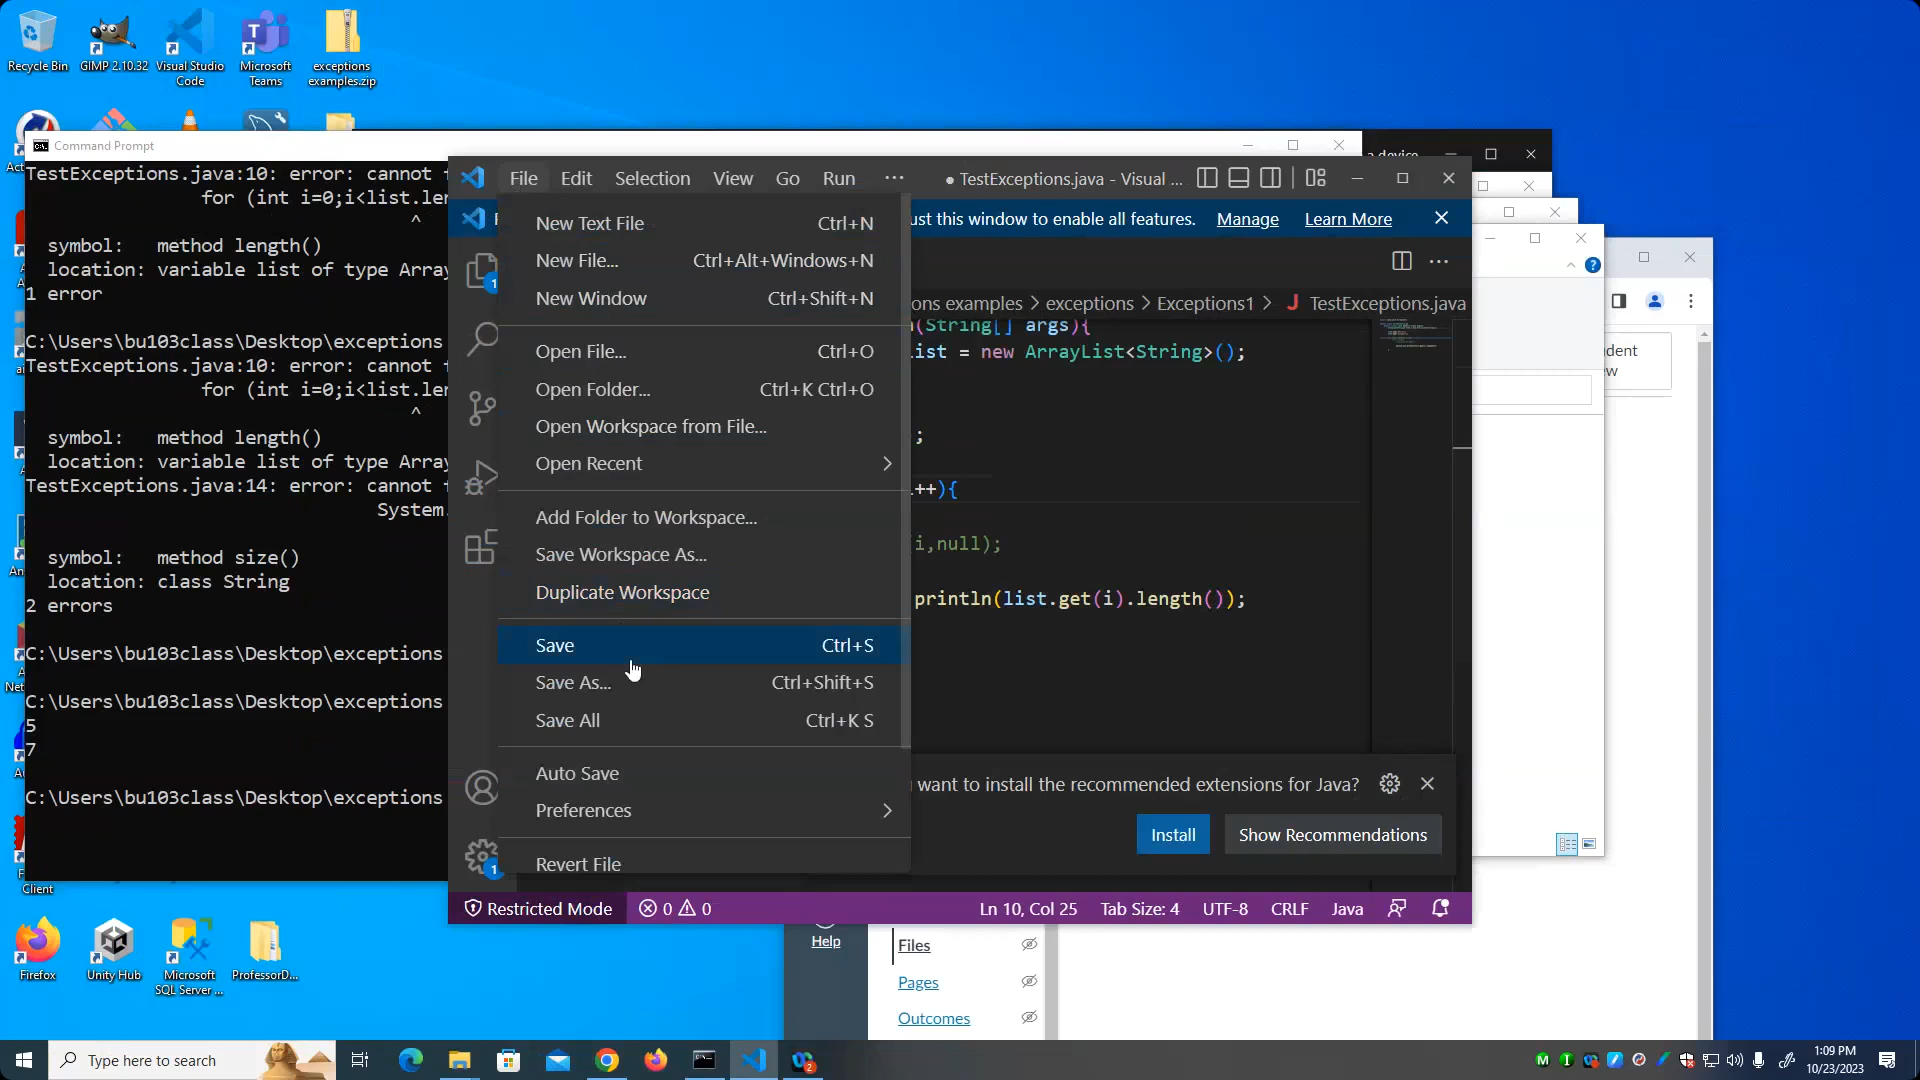 Recycle Bin
GIMP 2.10.32
Visual Studio
Code
Microsoft
Teams
exceptions
examples.zip
Command Prompt
TestExceptions.java:10: error: cannot f
for (int i=0;i<list.len
^
symbol:   method length()
location: variable list of type Array
1 error
C:\Users\bu103class\Desktop\exceptions
TestExceptions.java:10: error: cannot f
for (int i=0;i<list.len
^
symbol:   method length()
location: variable list of type Array
TestExceptions.java:14: error: cannot f
System.
symbol:   method size()
location: class String
2 errors
C:\Users\bu103class\Desktop\exceptions
C:\Users\bu103class\Desktop\exceptions
5
7
C:\Users\bu103class\Desktop\exceptions
File Edit Selection View Go Run ···
● TestExceptions.java - Visual ...
a device
ust this window to enable all features. Manage Learn More
New Text File Ctrl+N
New File... Ctrl+Alt+Windows+N
New Window Ctrl+Shift+N
Open File... Ctrl+O
Open Folder... Ctrl+K Ctrl+O
Open Workspace from File...
Open Recent
Add Folder to Workspace...
Save Workspace As...
Duplicate Workspace
Save Ctrl+S
Save As... Ctrl+Shift+S
Save All Ctrl+K S
Auto Save
Preferences
Revert File
ons examples > exceptions > Exceptions1 > J TestExceptions.java
(String[] args){
ist = new ArrayList<String>();
;
++){
i,null);
println(list.get(i).length());
want to install the recommended extensions for Java?
Install
Show Recommendations
1
1
Restricted Mode
0 0
Ln 10, Col 25 Tab Size: 4 UTF-8 CRLF Java
dent
ew
Help
Files
Pages
Outcomes
Client
Firefox
Unity Hub
Microsoft
SQL Server ...
ProfessorD...
Type here to search
2
1:09 PM
10/23/2023